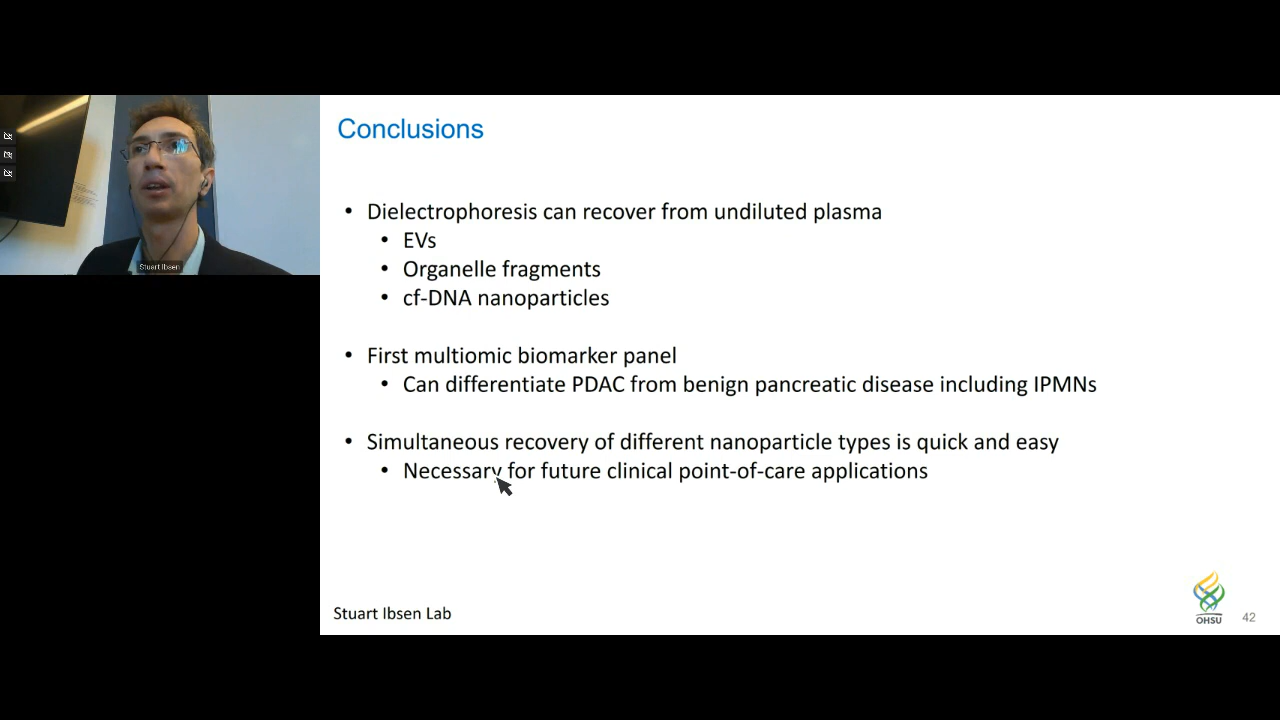 Stuart Ibsen
Conclusions
• Dielectrophoresis can recover from undiluted plasma
• EVs
• Organelle fragments
• cf-DNA nanoparticles
• First multiomic biomarker panel
• Can differentiate PDAC from benign pancreatic disease including IPMNs
• Simultaneous recovery of different nanoparticle types is quick and easy
• Necessary for future clinical point-of-care applications
Stuart Ibsen Lab
OHSU
42